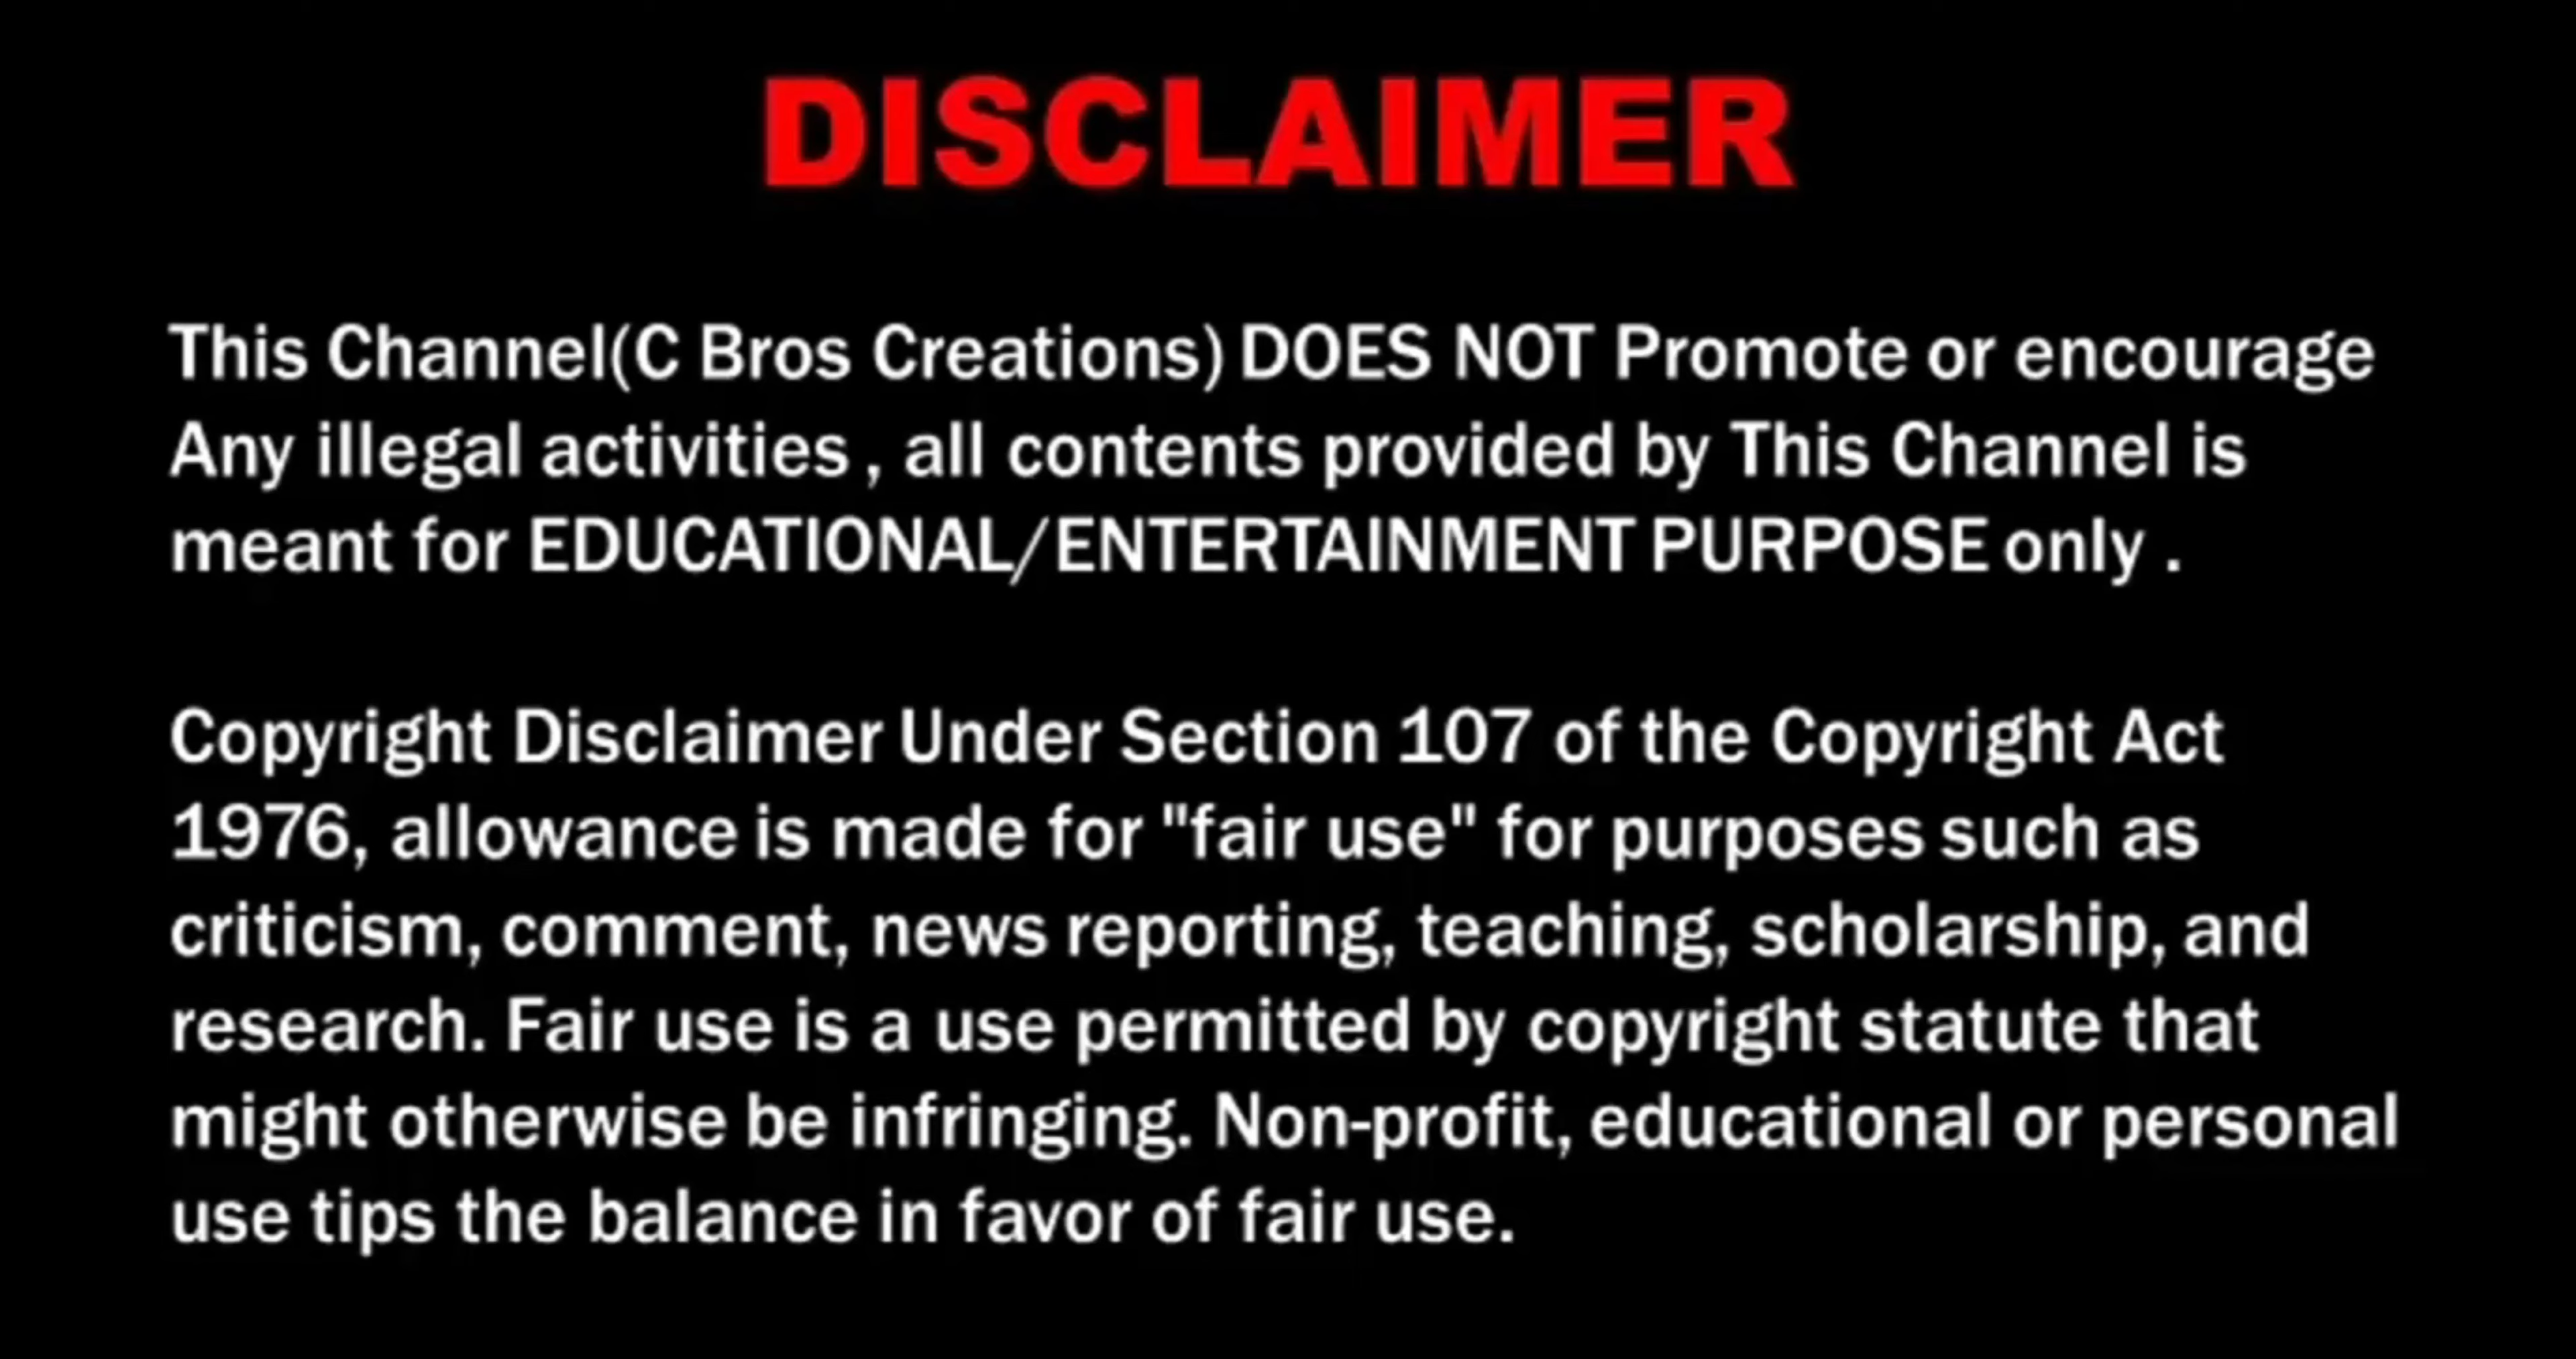 DISCLAIMER
This Channel(C Bros Creations) DOES NOT Promote or encourage
Any illegal activities , all contents provided by This Channel is
meant for EDUCATIONAL/ENTERTAINMENT PURPOSE only .
Copyright Disclaimer Under Section 107 of the Copyright Act
1976, allowance is made for "fair use" for purposes such as
criticism, comment, news reporting, teaching, scholarship, and
research. Fair use is a use permitted by copyright statute that
might otherwise be infringing. Non-profit, educational or personal
use tips the balance in favor of fair use.